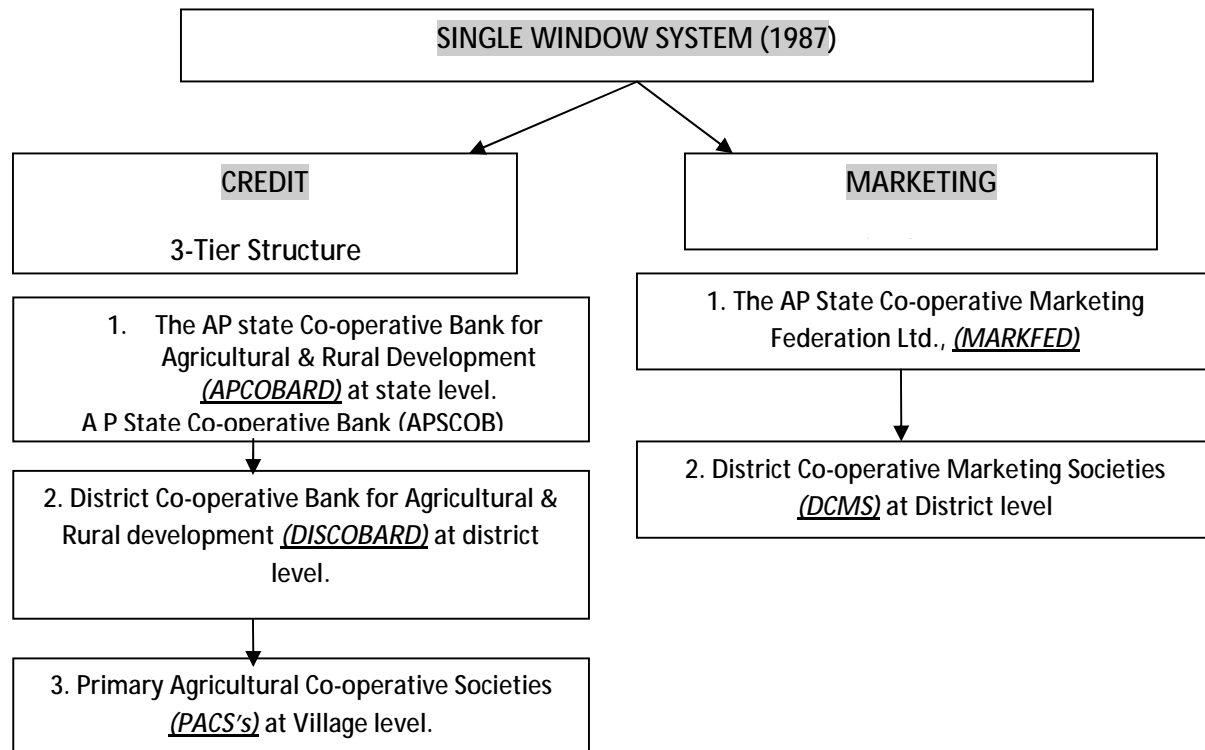 SINGLE WINDOW SYSTEM (1987)
CREDIT
3-Tier Structure
1. The AP state Co-operative Bank for
Agricultural & Rural Development
(APCOBARD) at state level.
A P State Co-operative Bank (APSCOB)
2. District Co-operative Bank for Agricultural &
Rural development (DISCOBARD) at district
level.
3. Primary Agricultural Co-operative Societies
(PACS's) at Village level.
MARKETING
1. The AP State Co-operative Marketing
Federation Ltd., (MARKFED)
2. District Co-operative Marketing Societies
(DCMS) at District level